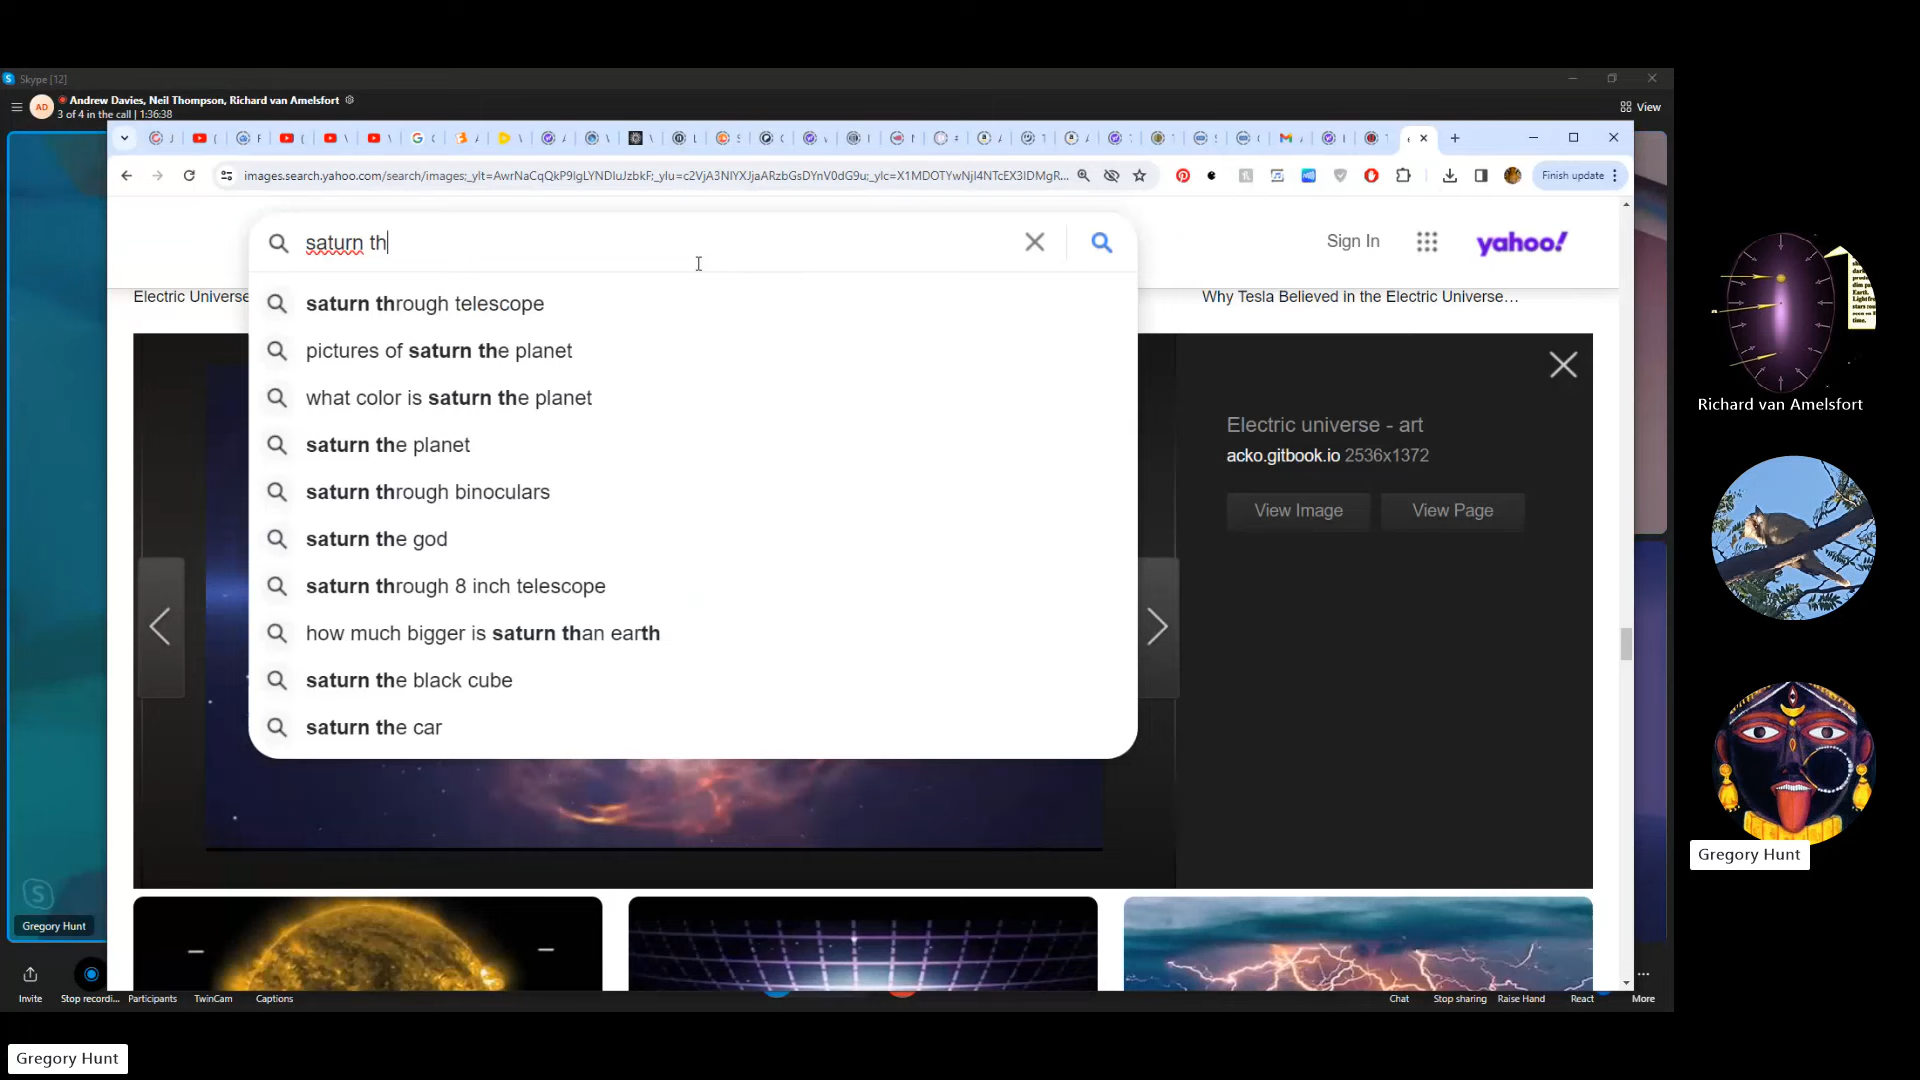 Skype [12]
AD
Andrew Davies, Neil Thompson, Richard van Amelsfort
3 of 4 in the call | 1:36:38
View
images.search.yahoo.com/search/images;_ylt=AwrNaCqQkP9lgLYNDIuJzbkF;_ylu=c2VjA3NlYXJjaARzbGsDYnV0dG9u;_ylc=X1MDOTYwNjI4NTcEX3IDMgR...
Finish update
saturn th
Sign In
yahoo!
Electric Universe
Why Tesla Believed in the Electric Universe...
saturn through telescope
pictures of saturn the planet
what color is saturn the planet
saturn the planet
saturn through binoculars
saturn the god
saturn through 8 inch telescope
how much bigger is saturn than earth
saturn the black cube
saturn the car
Electric universe - art
acko.gitbook.io 2536x1372
View Image
View Page
Richard van Amelsfort
Gregory Hunt
Gregory Hunt
Invite
Stop recordi...
Participants
TwinCam
Captions
Chat
Stop sharing
Raise Hand
React
More
Gregory Hunt